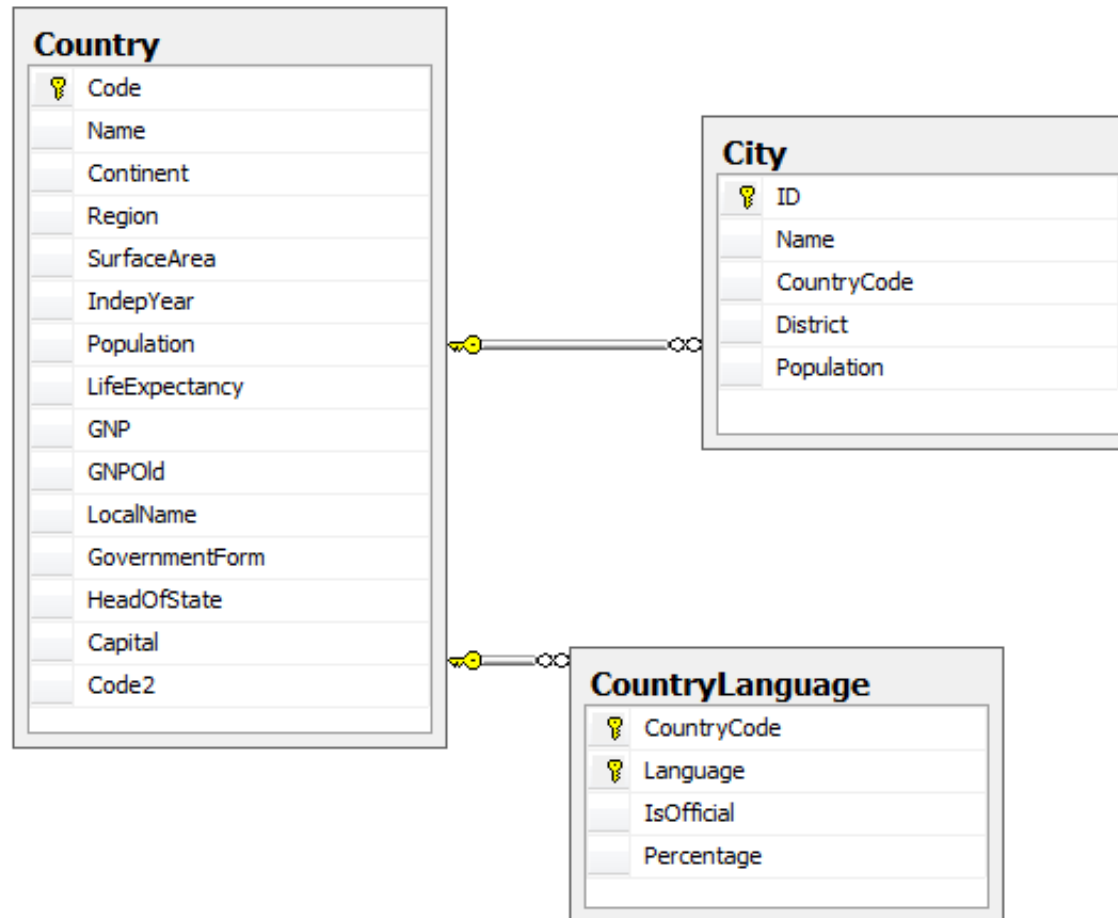 Country
Code
Name
Continent
Region
SurfaceArea
IndepYear
Population
LifeExpectancy
GNP
GNPOld
LocalName
GovernmentForm
HeadOfState
Capital
Code2
City
ID
Name
CountryCode
District
Population
CountryLanguage
CountryCode
Language
IsOfficial
Percentage